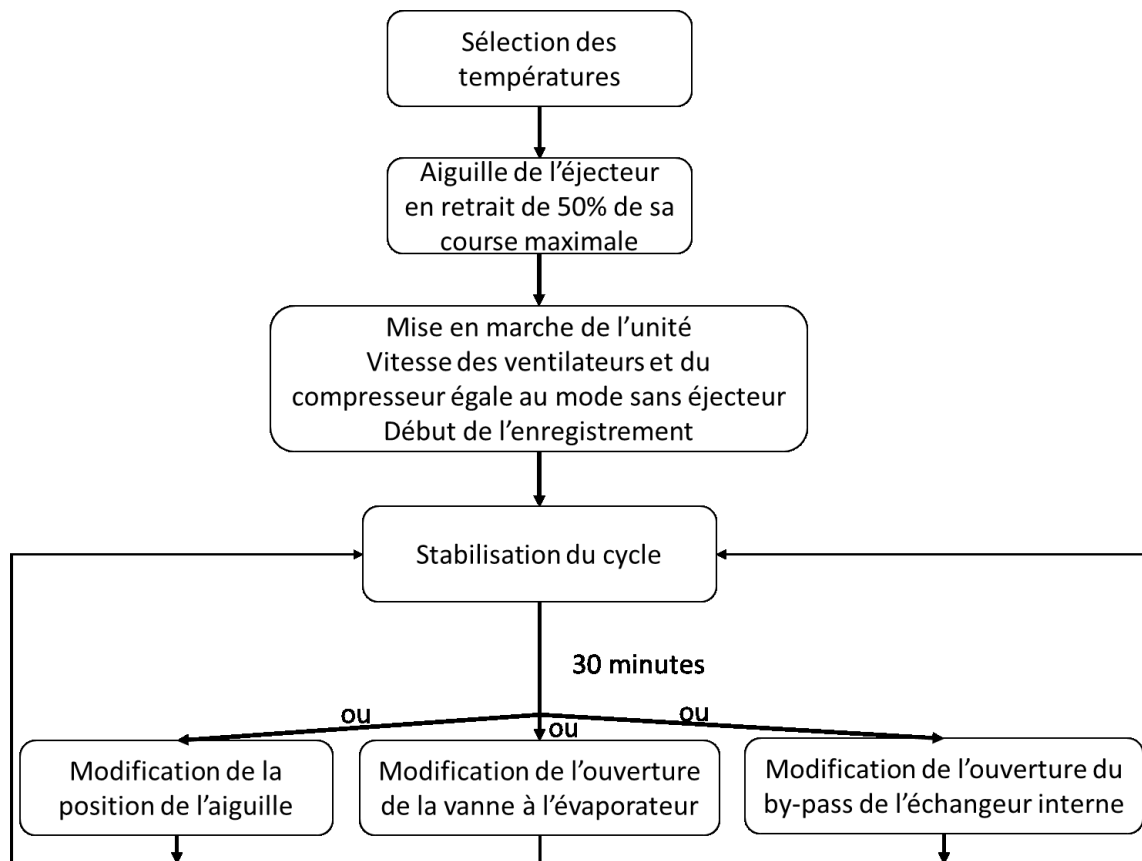 Sélection des
températures
Aiguille de l'éjecteur
en retrait de 50% de sa
course maximale
Mise en marche de l'unité
Vitesse des ventilateurs et du
compresseur égale au mode sans éjecteur
Début de l'enregistrement
Stabilisation du cycle
30 minutes
ou
ou
ou
Modification de la
position de l'aiguille
Modification de l'ouverture
de la vanne à l'évaporateur
Modification de l'ouverture du
by-pass de l'échangeur interne